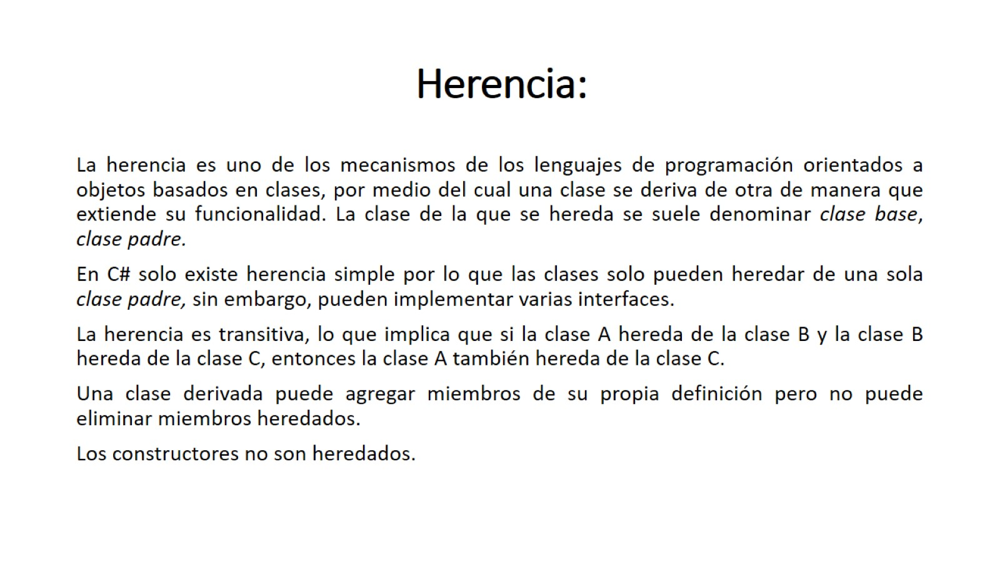 Herencia:
La herencia es uno de los mecanismos de los lenguajes de programación orientados a
objetos basados en clases, por medio del cual una clase se deriva de otra de manera que
extiende su funcionalidad. La clase de la que se hereda se suele denominar clase base,
clase padre.
En C# solo existe herencia simple por lo que las clases solo pueden heredar de una sola
clase padre, sin embargo, pueden implementar varias interfaces.
La herencia es transitiva, lo que implica que si la clase A hereda de la clase B y la clase B
hereda de la clase C, entonces la clase A también hereda de la clase C.
Una clase derivada puede agregar miembros de su propia definición pero no puede
eliminar miembros heredados.
Los constructores no son heredados.